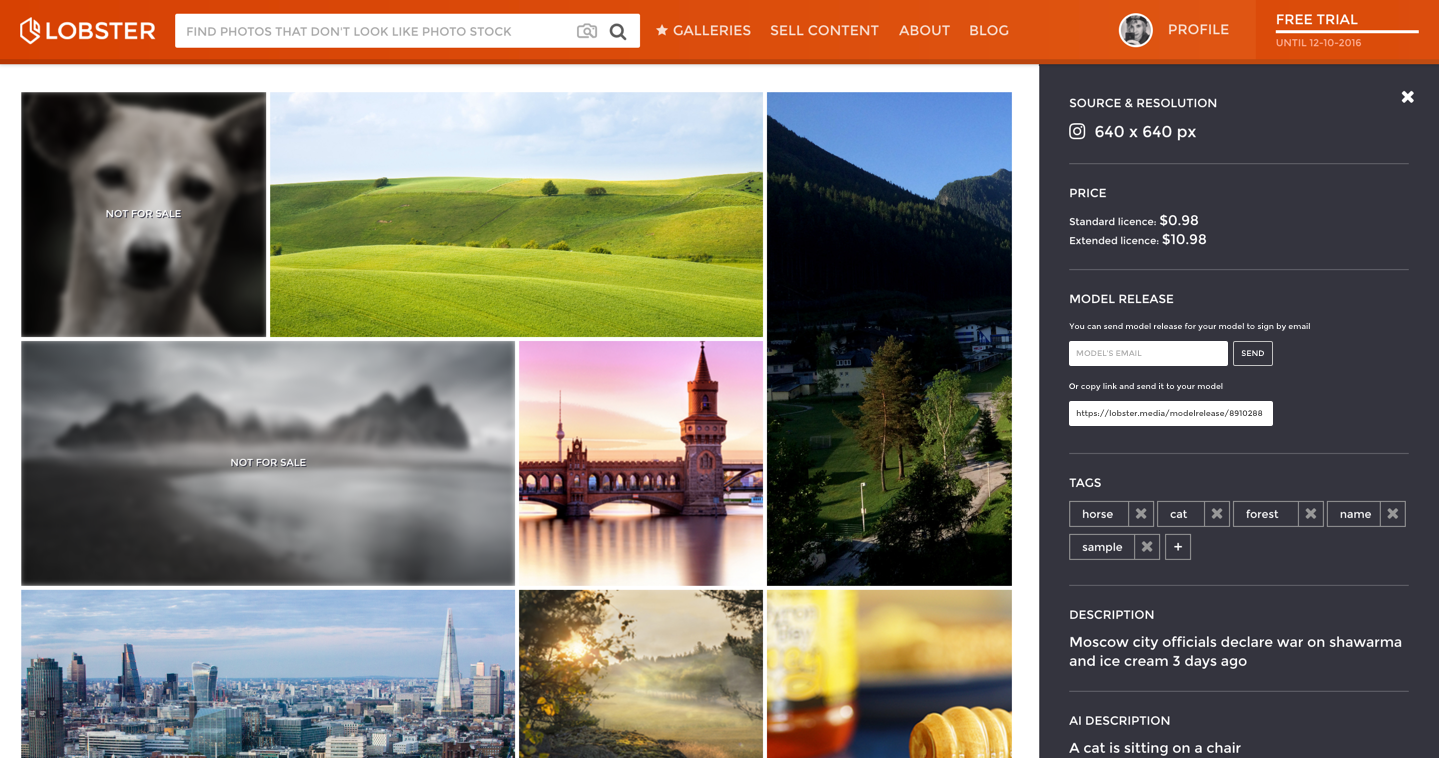 LOBSTER
FIND PHOTOS THAT DON'T LOOK LIKE PHOTO STOCK
GALLERIES
SELL CONTENT
ABOUT
BLOG
PROFILE
FREE TRIAL
UNTIL 12-10-2016
NOT FOR SALE
NOT FOR SALE
SOURCE & RESOLUTION
640 x 640 px
PRICE
Standard licence: $0.98
Extended licence: $10.98
MODEL RELEASE
You can send model release for your model to sign by email
MODEL'S EMAIL
SEND
Or copy link and send it to your model
https://lobster.media/modelrelease/8910288
TAGS
horse
cat
forest
name
sample
+
DESCRIPTION
Moscow city officials declare war on shawarma
and ice cream 3 days ago
AI DESCRIPTION
A cat is sitting on a chair